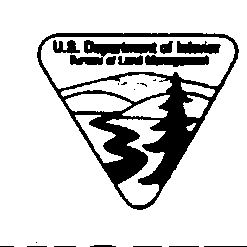 U.S. Department of Interior
Bureau of Land Management